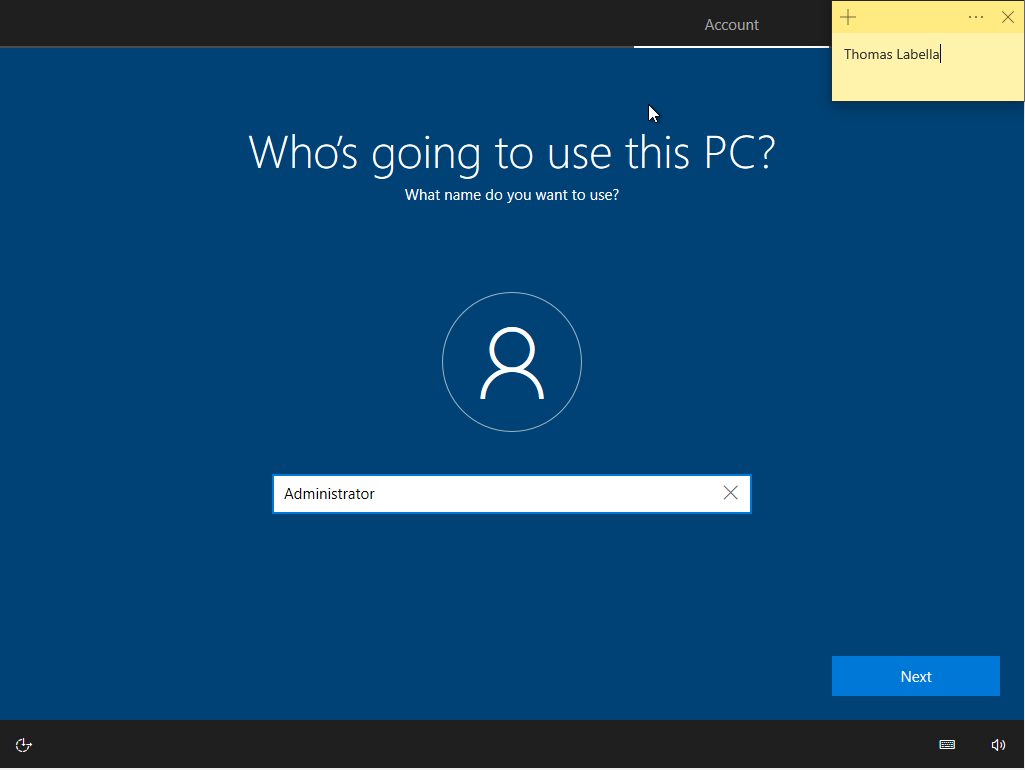 Account
Thomas Labella
Who's going to use this PC?
What name do you want to use?
Administrator
Next